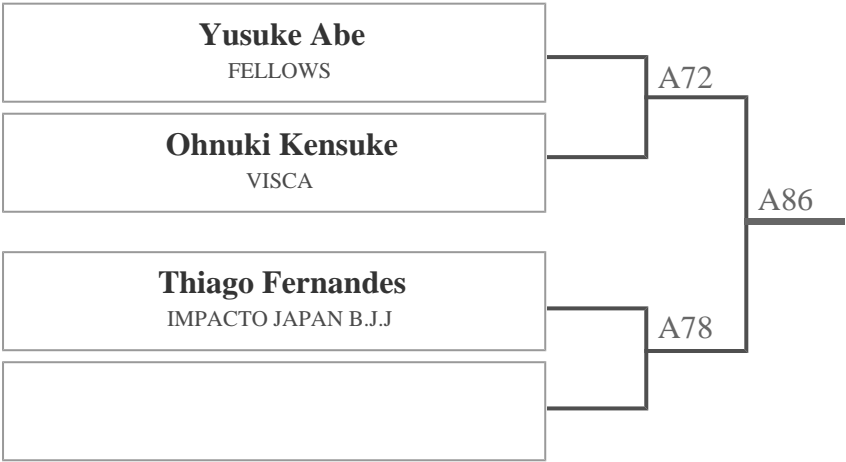 Yusuke Abe
FELLOWS
A72
Ohnuki Kensuke
VISCA
A86
Thiago Fernandes
IMPACTO JAPAN B.J.J
A78